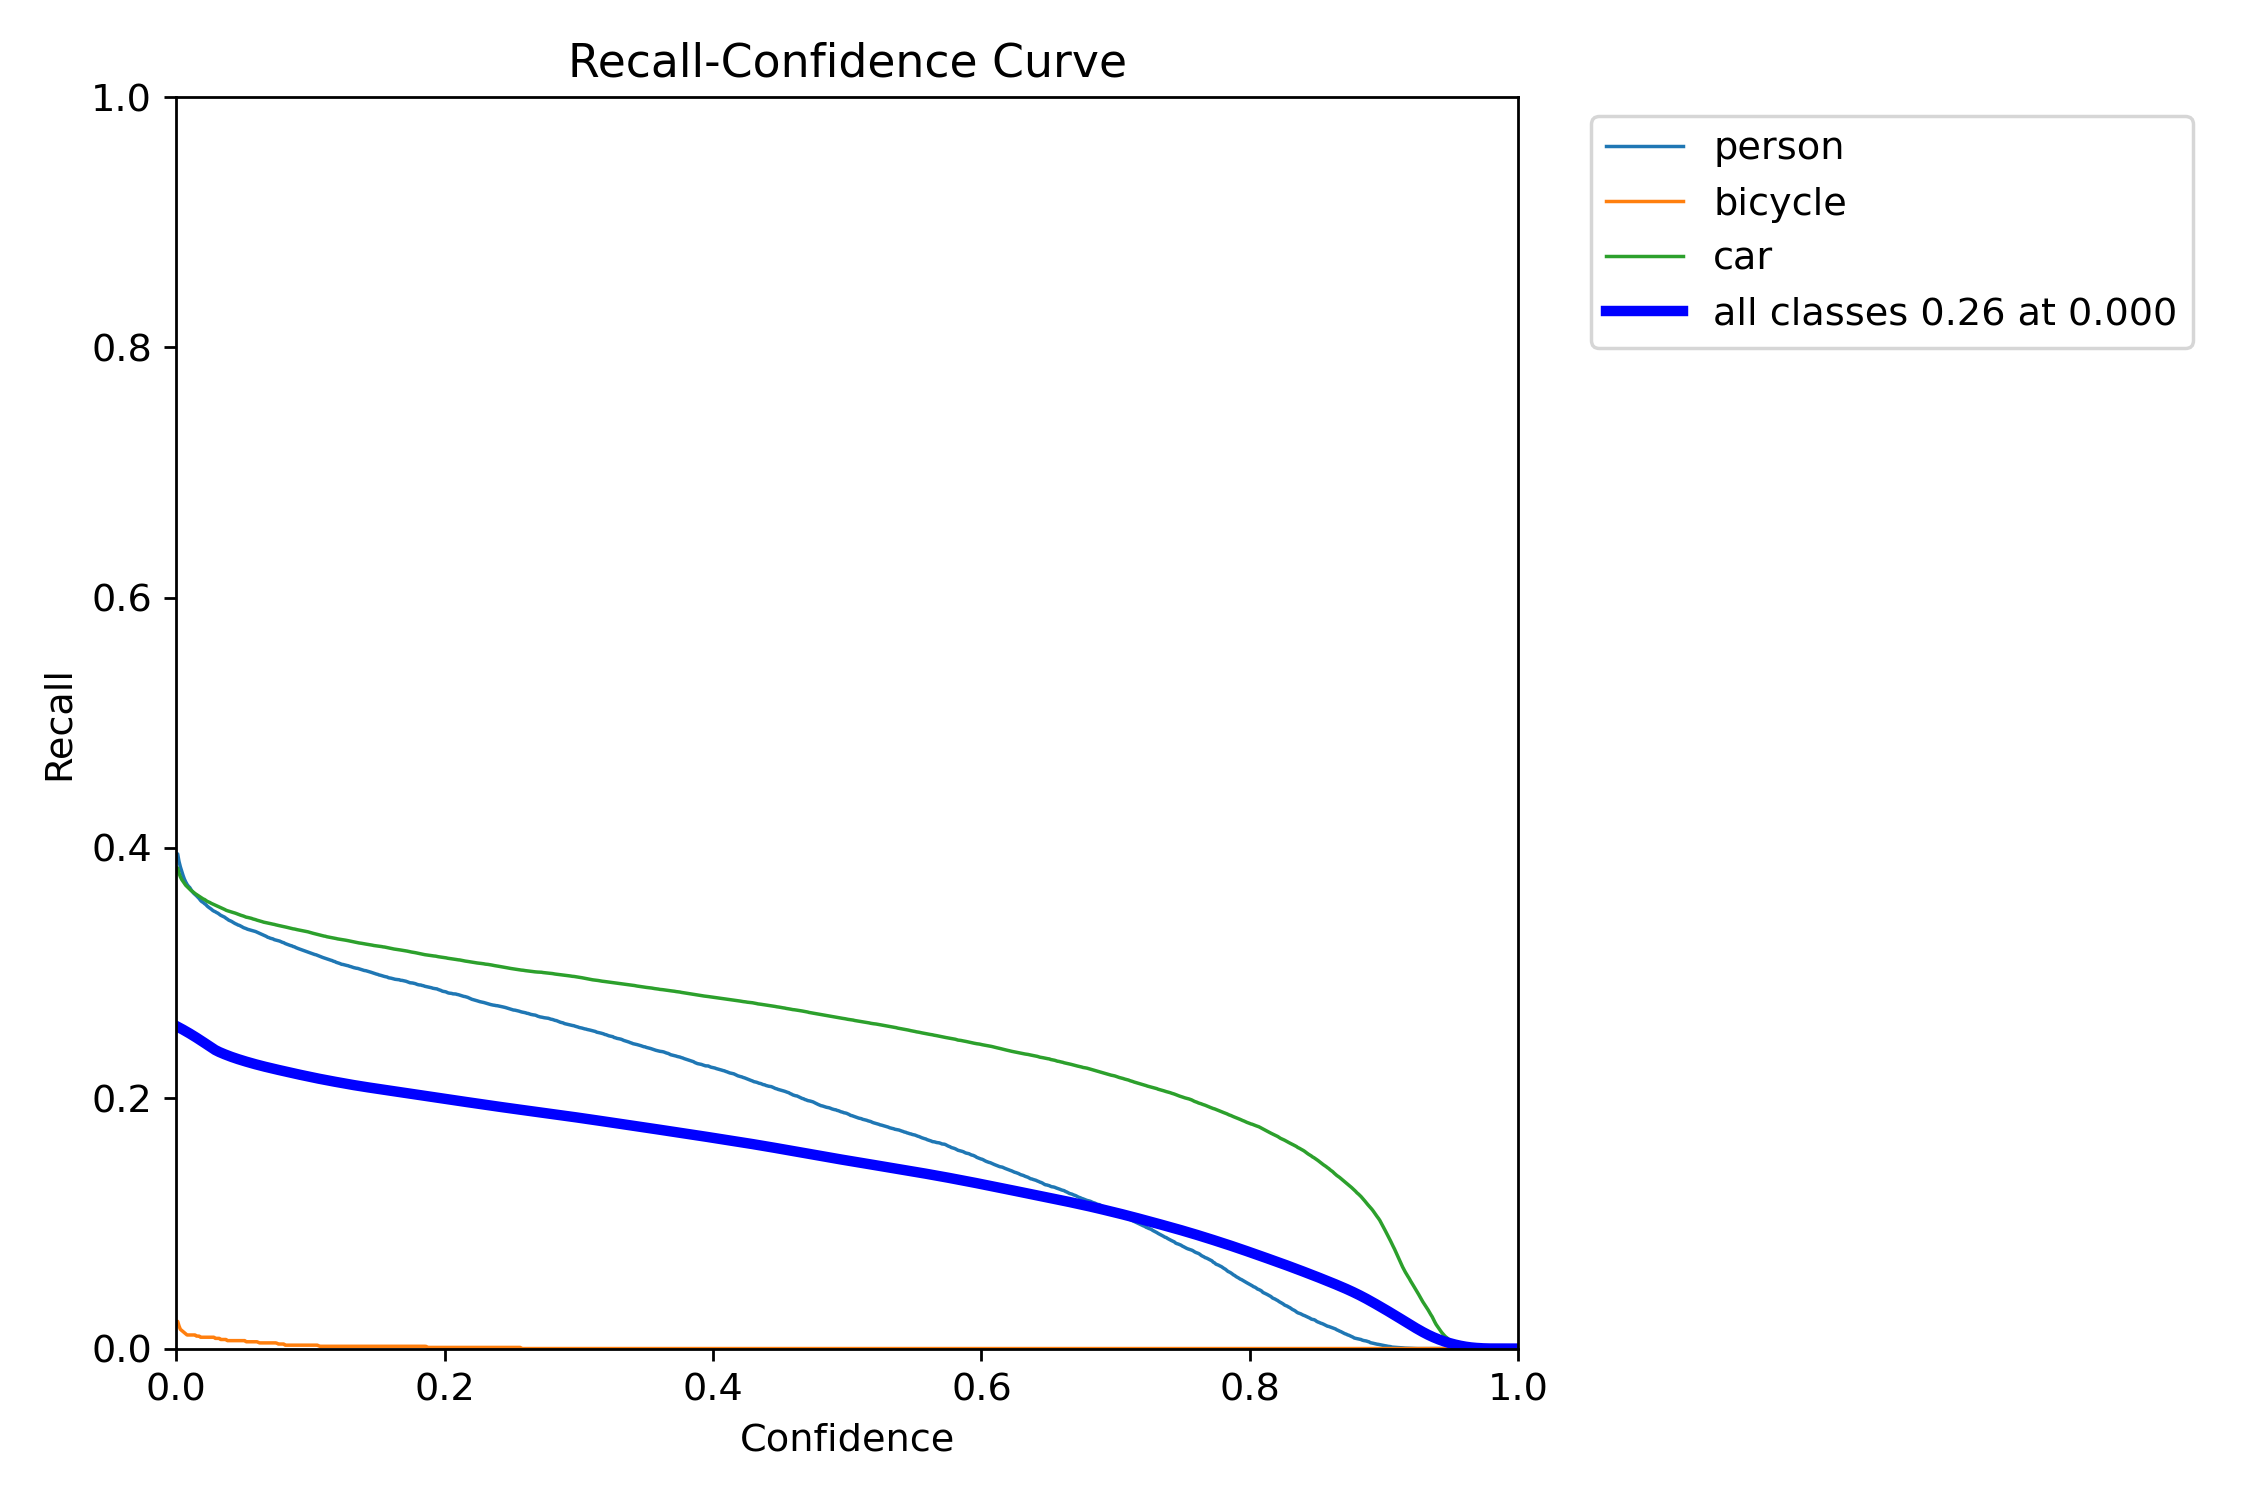 Recall-Confidence Curve
1.0
0.8
0.6
0.4
0.2
0.0
Recall
0.0 0.2 0.4 0.6 0.8 1.0
Confidence
person
bicycle
car
all classes 0.26 at 0.000